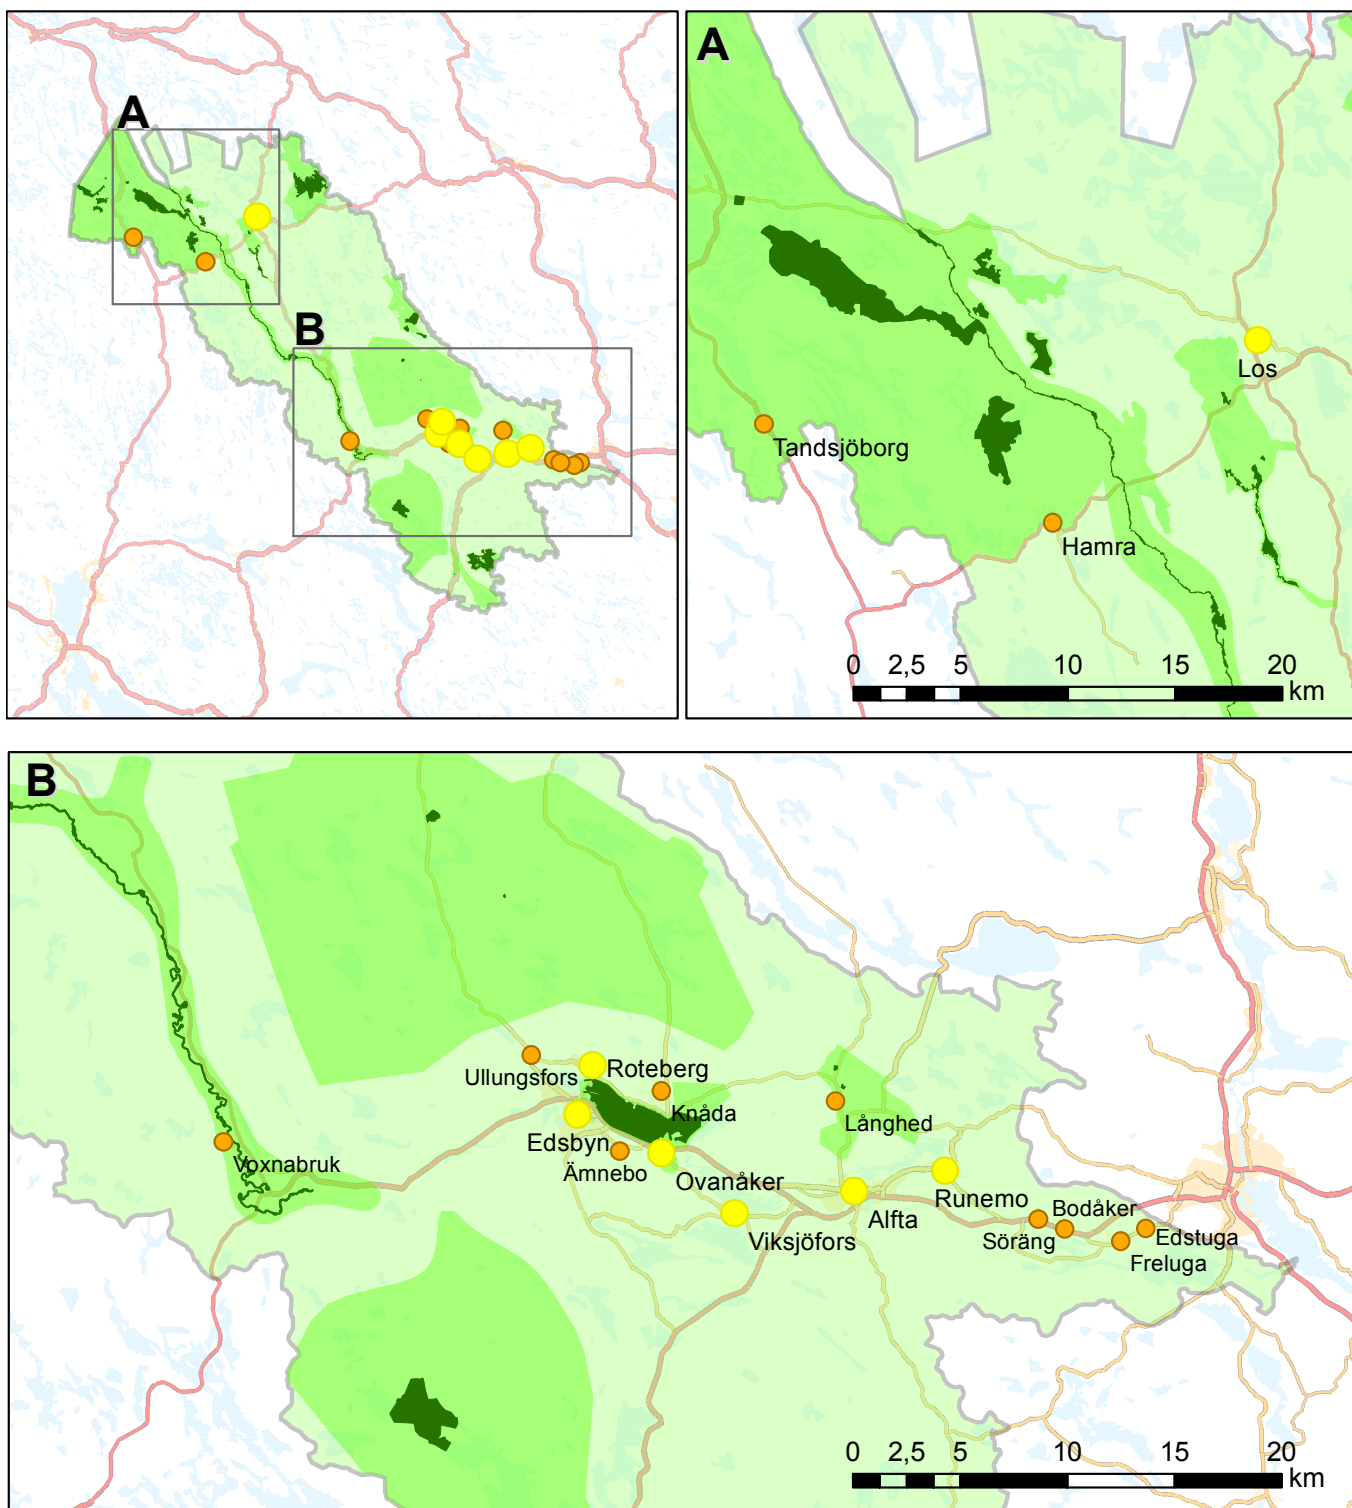 A
B
A
Los
Tandsjöborg
Hamra
0 2,5 5 10 15 20
km
B
Ullungsfors
Roteberg
Knåda
Långhed
Edsbyn
Voxnabruk
Ämnebo
Ovanåker
Runemo
Bodåker
Alfta
Viksjöfors
Söräng
Edstuga
Freluga
0 2,5 5 10 15 20
km